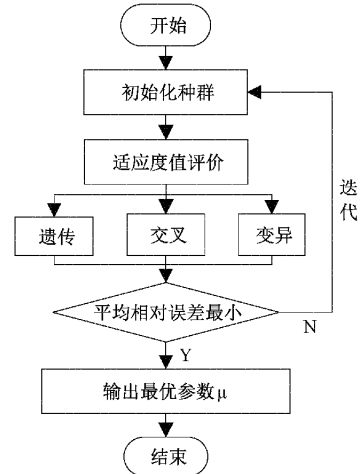 开始
初始化种群
适应度值评价
遗传
交叉
变异
迭代
平均相对误差最小
N
Y
输出最优参数μ
结束